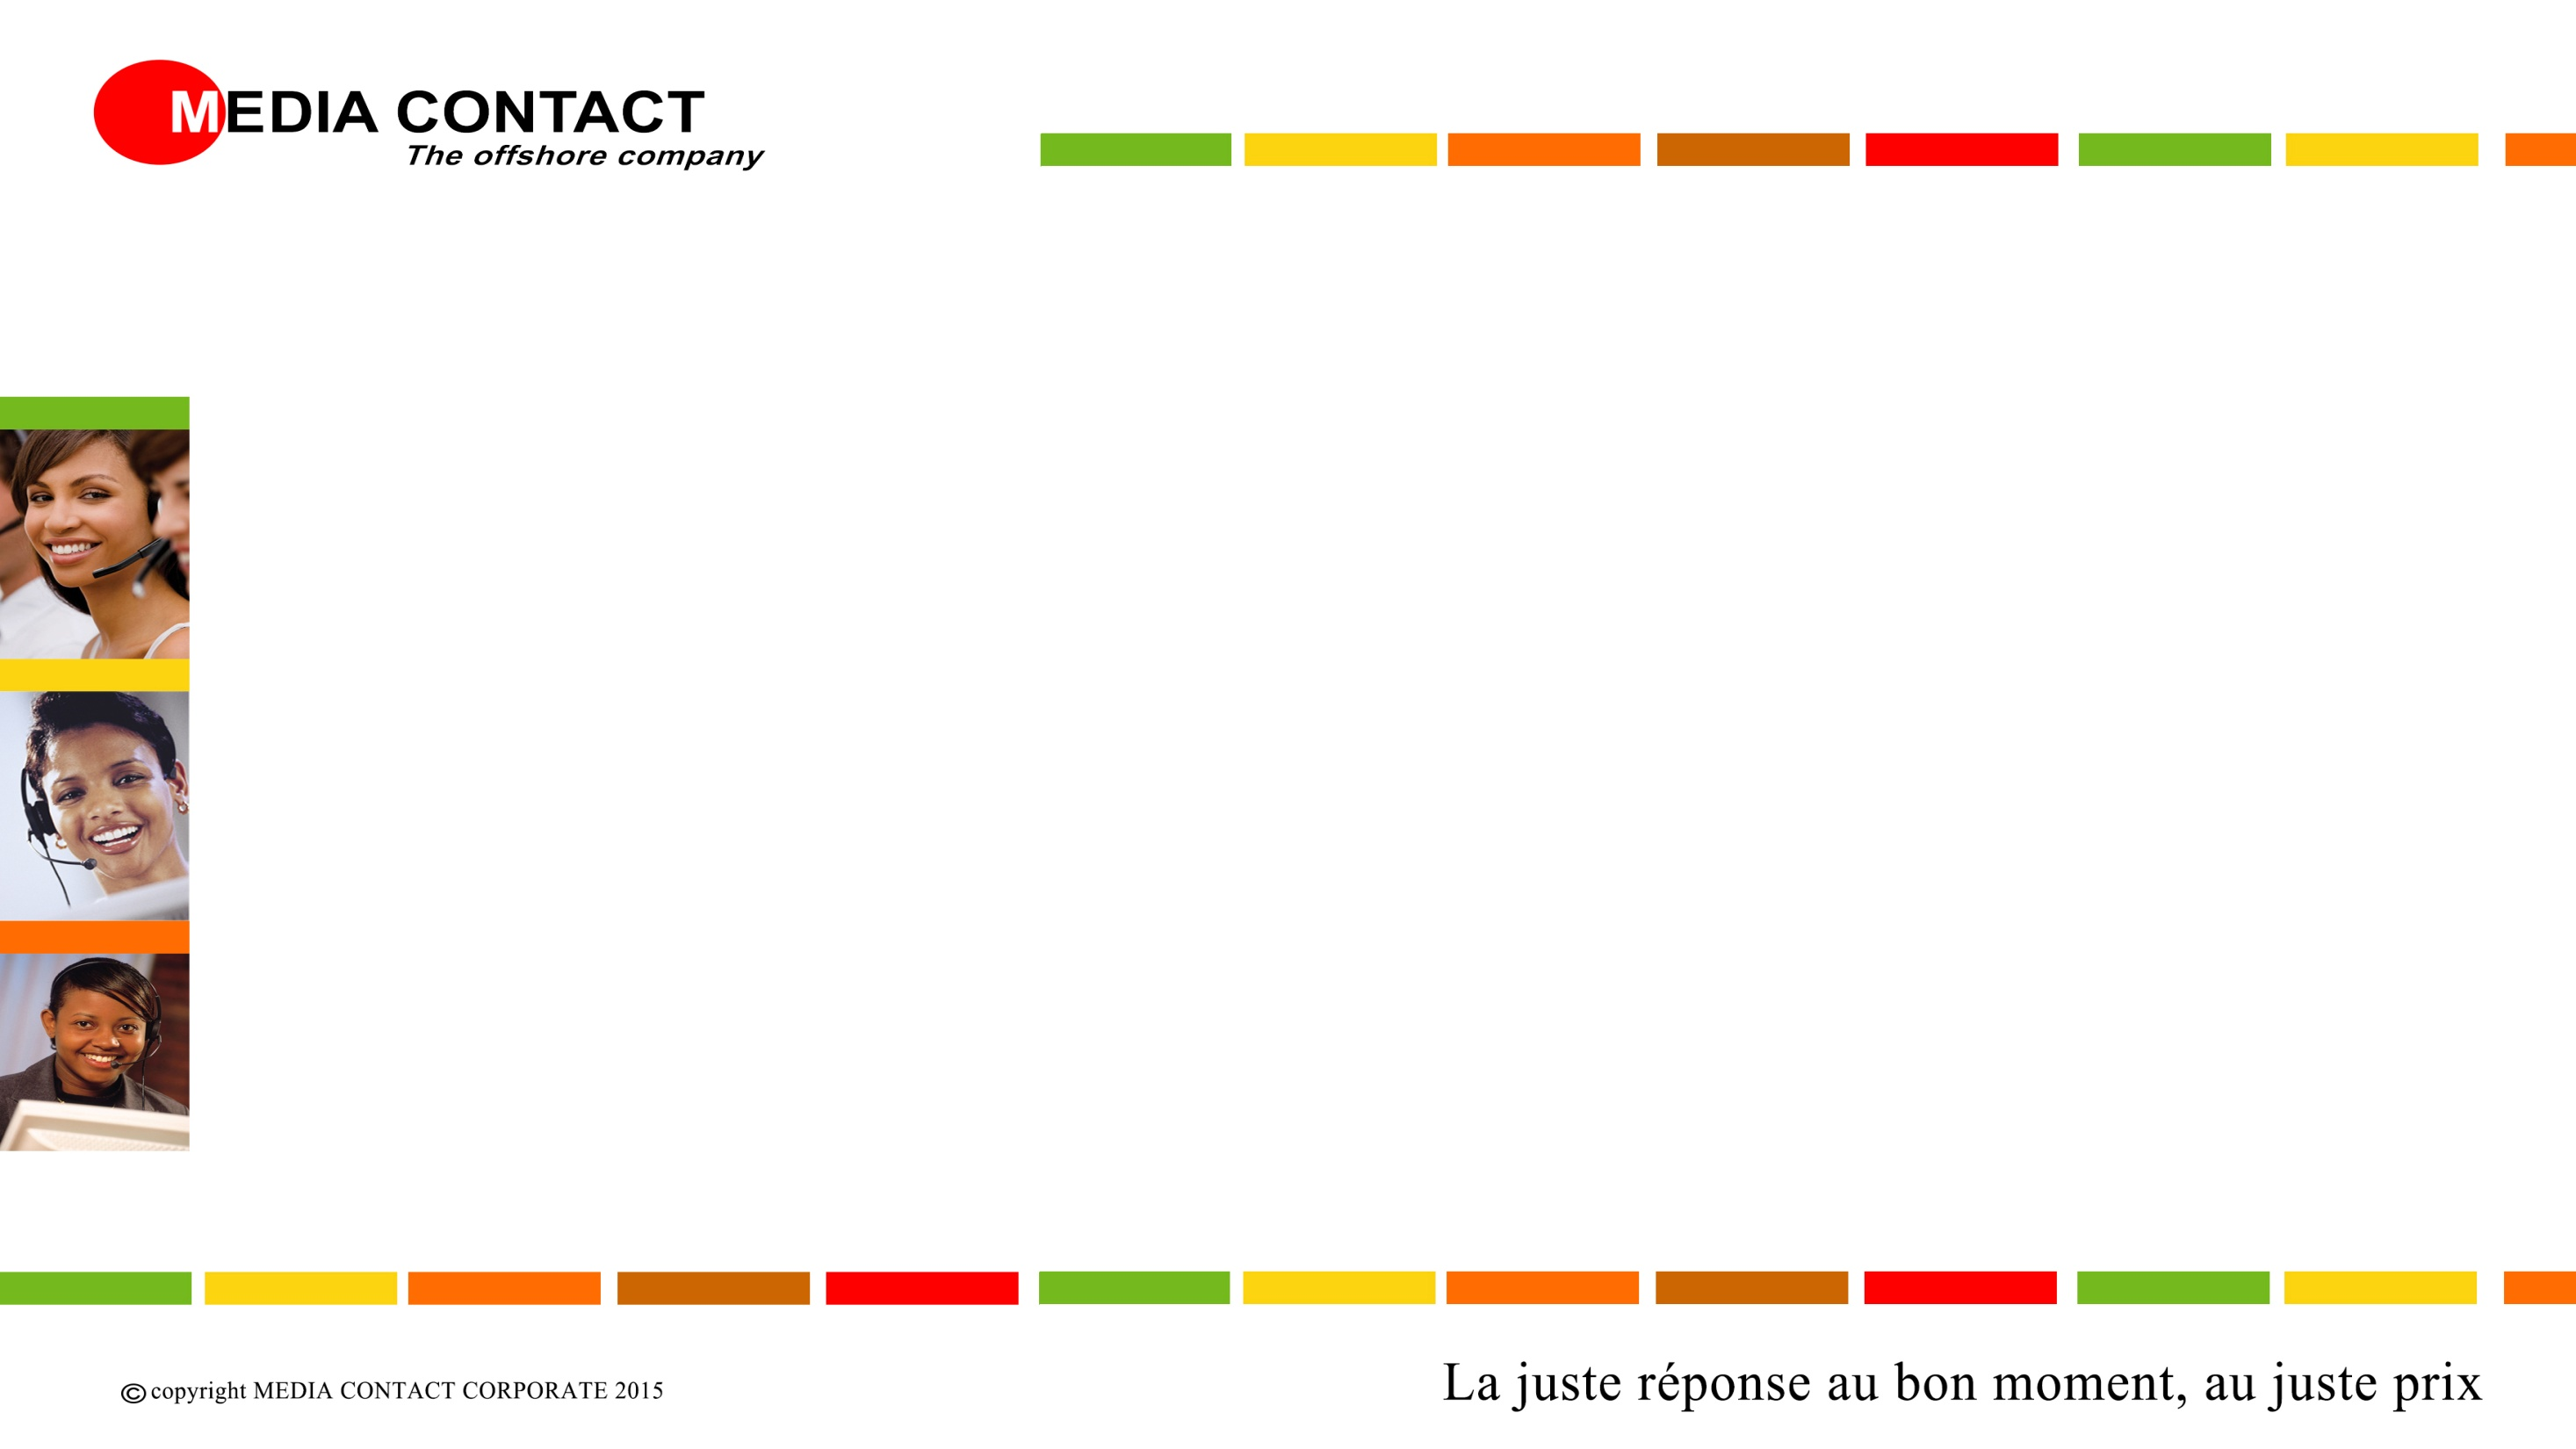 MEDIA CONTACT
The offshore company
© copyright MEDIA CONTACT CORPORATE 2015
La juste réponse au bon moment, au juste prix